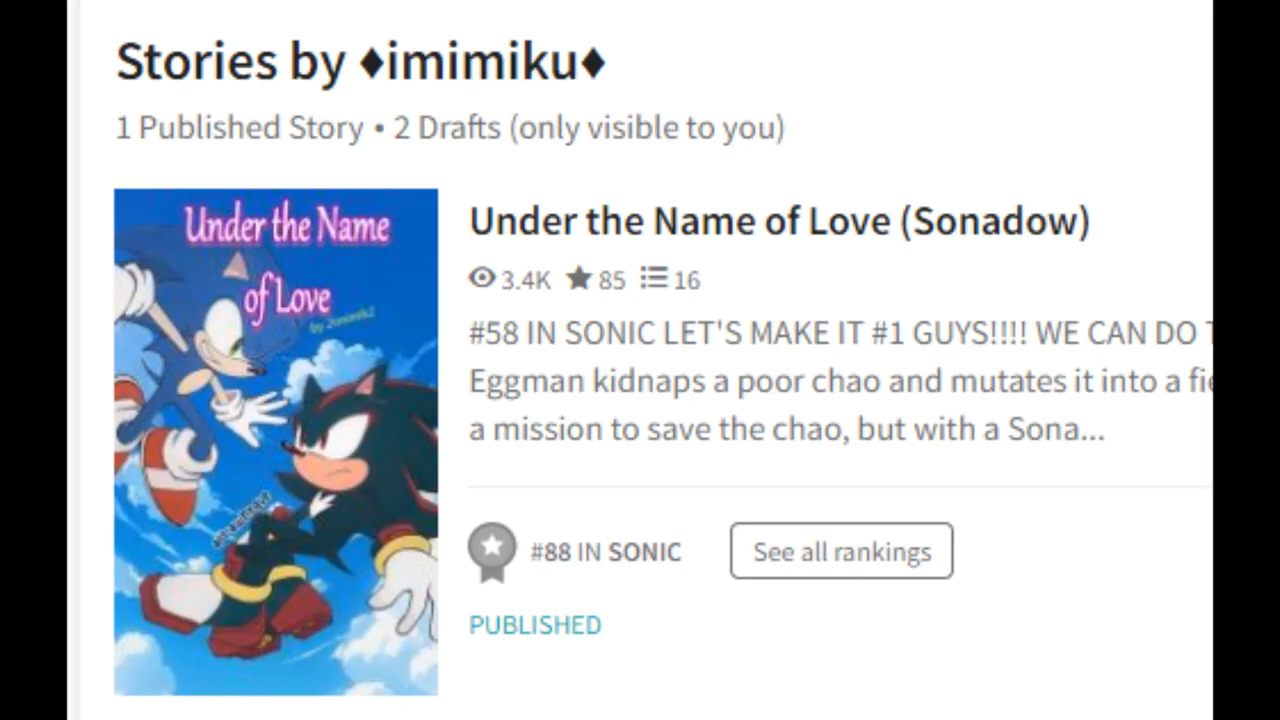 Stories by ♦imimiku♦
1 Published Story • 2 Drafts (only visible to you)
Under the Name
of Love
Under the Name of Love (Sonadow)
3.4K 85 16
#58 IN SONIC LET'S MAKE IT #1 GUYS!!!! WE CAN DO
Eggman kidnaps a poor chao and mutates it into a
a mission to save the chao, but with a Sona...
#88 IN SONIC
See all rankings
PUBLISHED